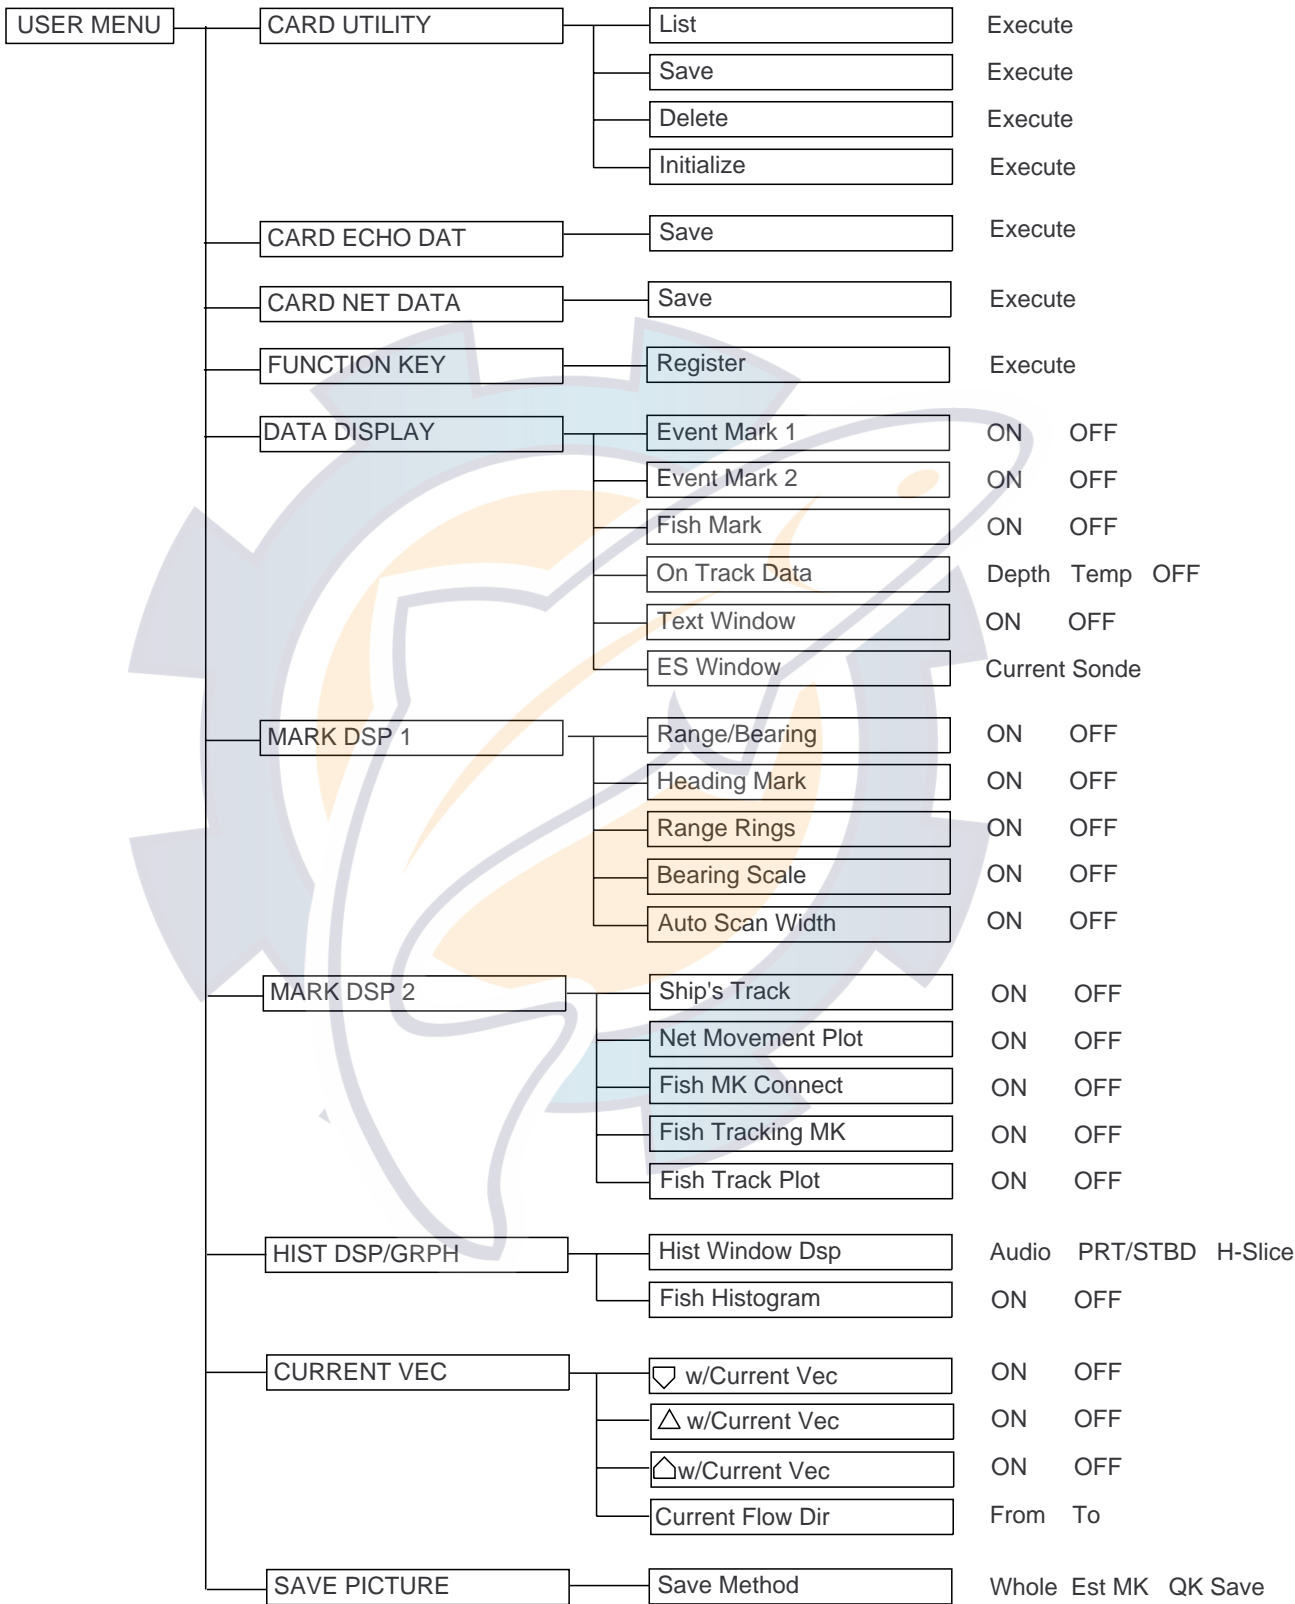 USER MENU CARD UTILITY List Execute
Save Execute
Delete Execute
Initialize Execute
CARD ECHO DAT Save Execute
CARD NET DATA Save Execute
FUNCTION KEY Register Execute
DATA DISPLAY Event Mark 1 ON OFF
Event Mark 2 ON OFF
Fish Mark ON OFF
On Track Data Depth Temp OFF
Text Window ON OFF
ES Window Current Sonde
MARK DSP 1 Range/Bearing ON OFF
Heading Mark ON OFF
Range Rings ON OFF
Bearing Scale ON OFF
Auto Scan Width ON OFF
MARK DSP 2 Ship's Track ON OFF
Net Movement Plot ON OFF
Fish MK Connect ON OFF
Fish Tracking MK ON OFF
Fish Track Plot ON OFF
HIST DSP/GRPH Hist Window Dsp Audio PRT/STBD H-Slice
Fish Histogram ON OFF
CURRENT VEC w/Current Vec ON OFF
w/Current Vec ON OFF
w/Current Vec ON OFF
Current Flow Dir From To
SAVE PICTURE Save Method Whole Est MK QK Save